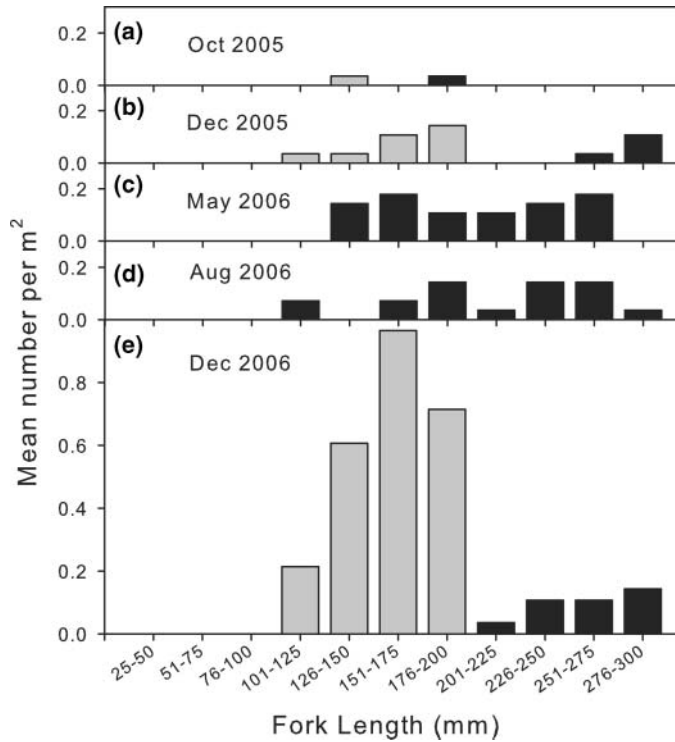 (a)
Oct 2005
0.2
0.0
(b)
Dec 2005
0.2
0.0
(c)
May 2006
0.2
0.0
(d)
Aug 2006
0.2
0.0
(e)
Dec 2006
0.8
0.6
0.4
0.2
0.0
Mean number per m²
25-50
51-75
76-100
101-125
126-150
151-175
176-200
201-225
226-250
251-275
276-300
Fork Length (mm)